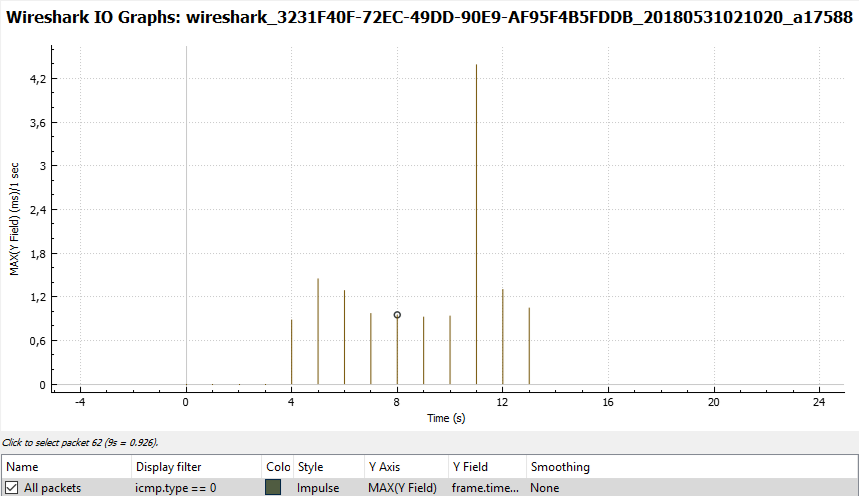 Wireshark IO Graphs: wireshark_3231F40F-72EC-49DD-90E9-AF95F4B5FDDB_20180531021020_a17588
MAX(Y Field) (ms)/1 sec
4,2
3,6
3
2,4
1,8
1,2
0,6
0
-4 0 4 8 12 16 20 24
Time (s)
Click to select packet 62 (9s = 0.926).
Name Display filter Colo Style Y Axis Y Field Smoothing
All packets icmp.type == 0 Impulse MAX(Y Field) frame.time... None